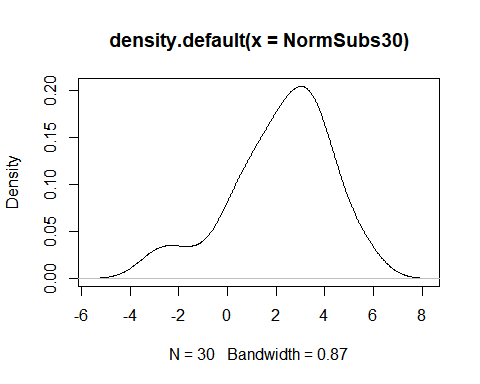 density.default(x = NormSubs30)
Density
0.20
0.15
0.10
0.05
0.00
-6 -4 -2 0 2 4 6 8
N = 30 Bandwidth = 0.87